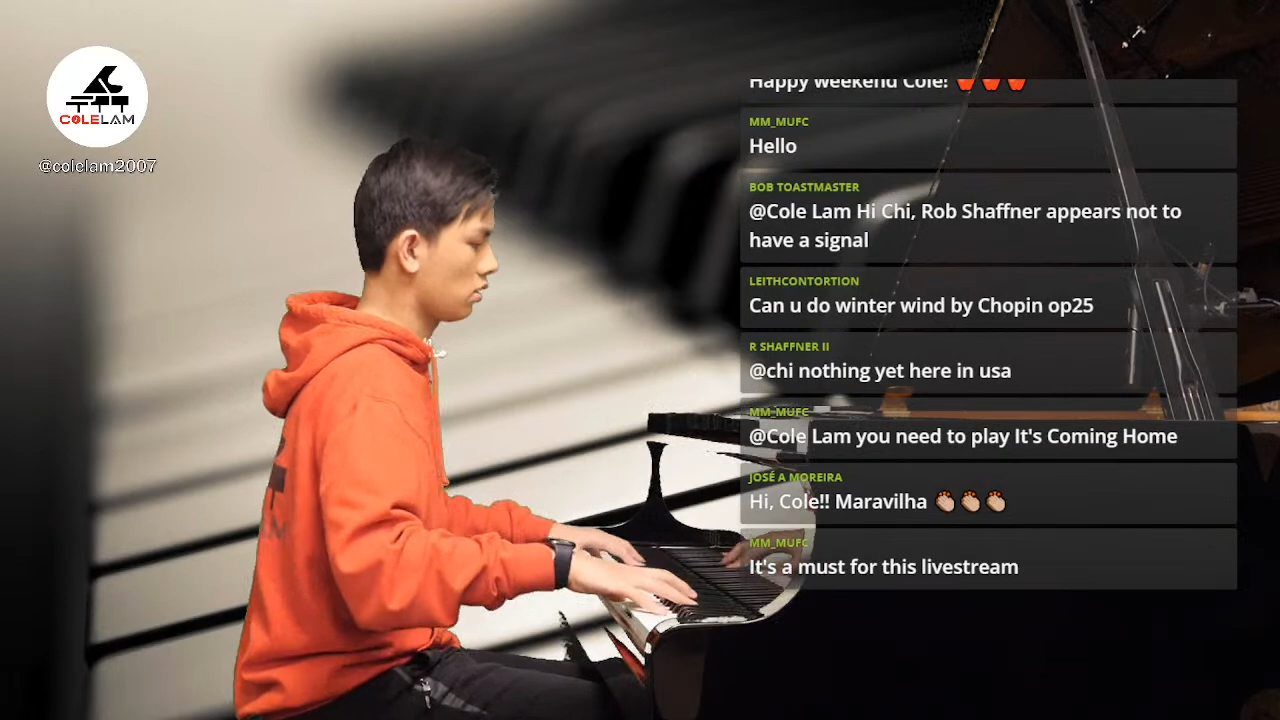 COLELAM
@colelam2007
Happy weekend Cole!
MM_MUFC
Hello
BOB TOASTMASTER
@Cole Lam Hi Chi, Rob Shaffner appears not to
have a signal
LEITHCONTORTION
Can u do winter wind by Chopin op25
R SHAFFNER II
@chi nothing yet here in usa
MM_MUFC
@Cole Lam you need to play It's Coming Home
JOSÉ A MOREIRA
Hi, Cole!! Maravilha 👏👏👏
MM_MUFC
It's a must for this livestream